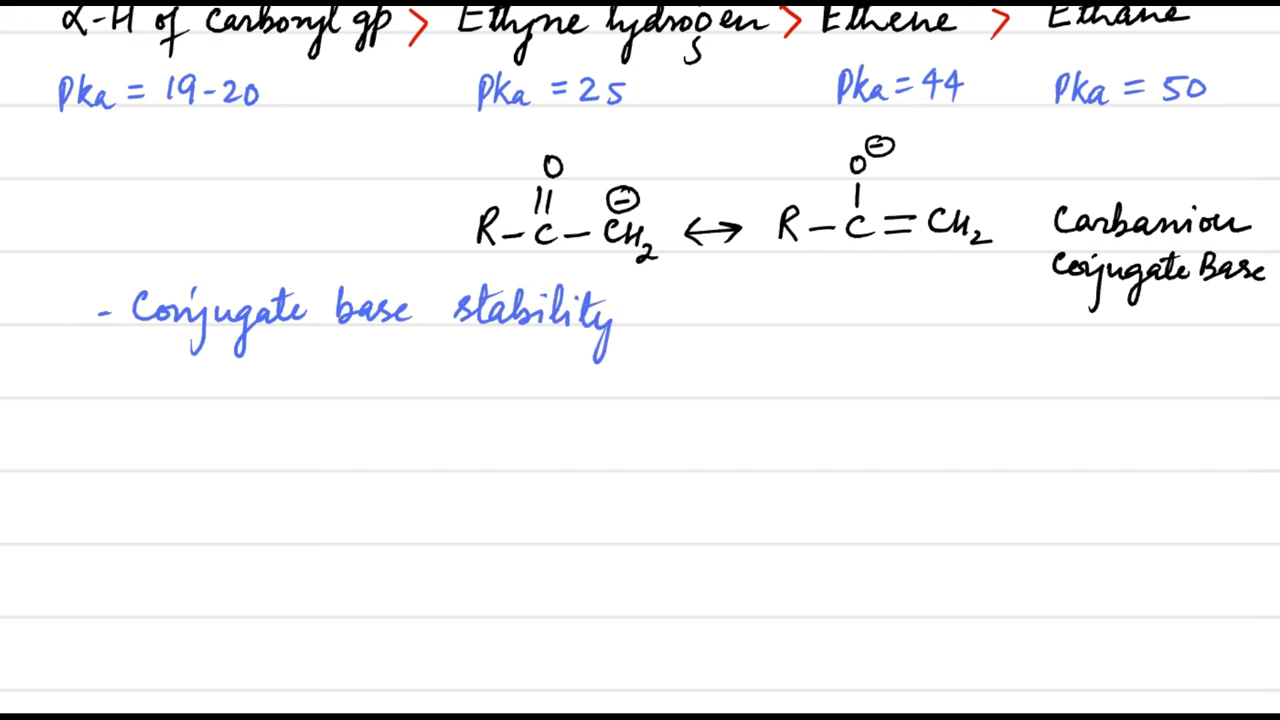 α-H of Carbonyl gp > Ethyne hydrogens > Ethene > Ethane
Pka = 19-20 Pka = 25 Pka = 44 Pka = 50
O O⊖
|| ⊖ |
R-C-CH₂ ↔ R-C=CH₂ Carbanion
Conjugate Base
- Conjugate base stability